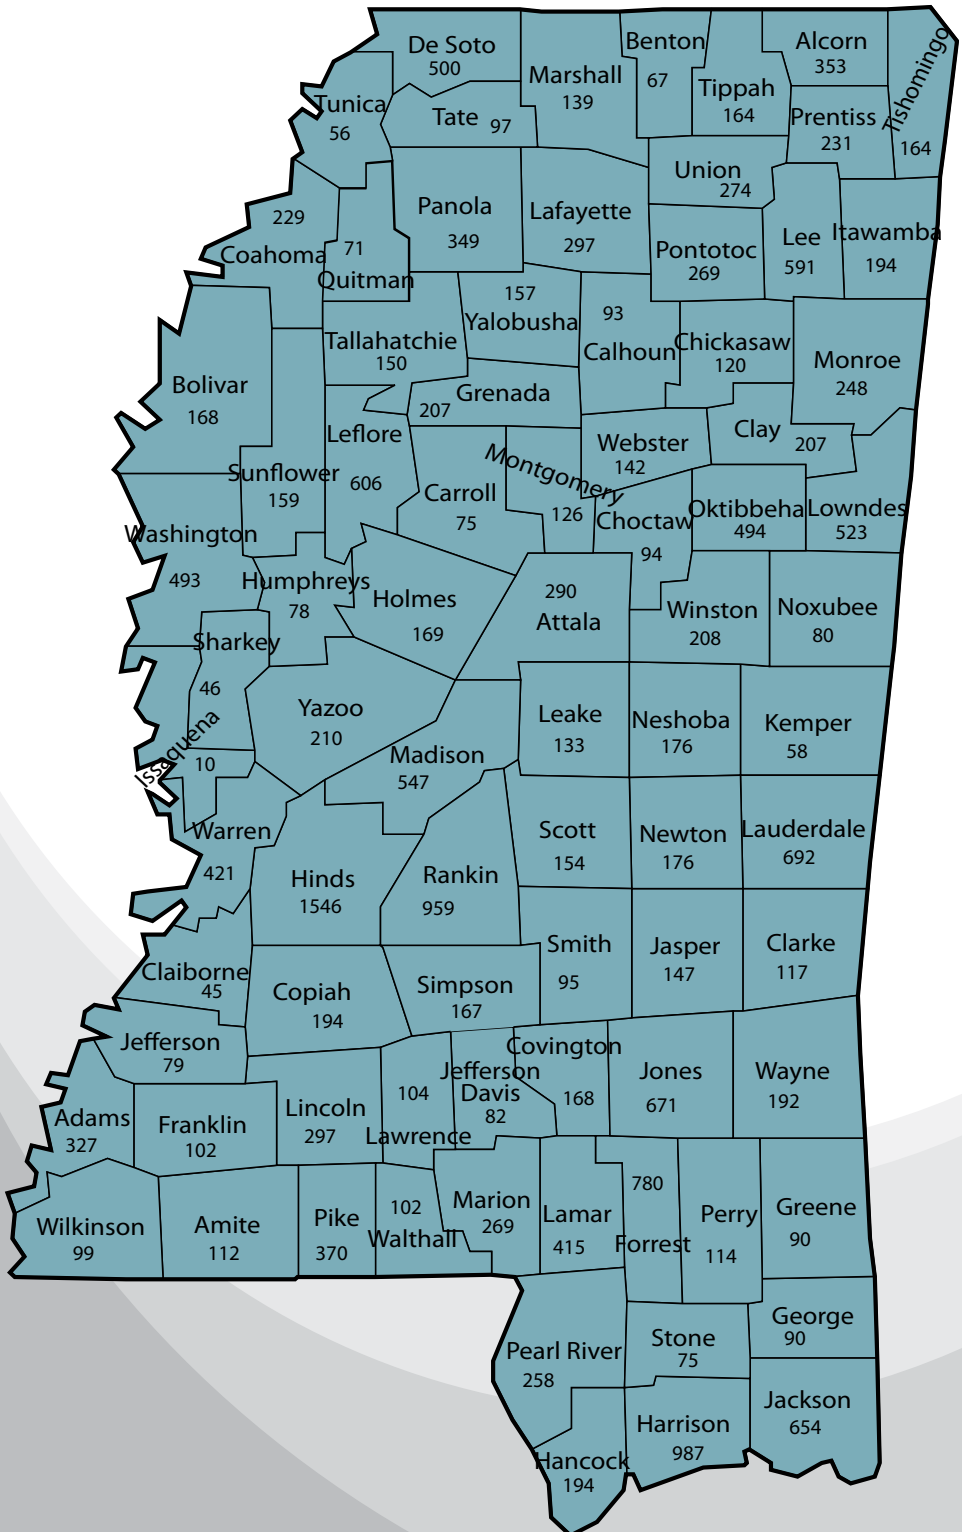 De Soto
500
Marshall
139
Benton
67
Tippah
164
Alcorn
353
Tishomingo
164
Tunica
56
Tate 97
Prentiss
231
Union
274
Panola
349
Lafayette
297
229
Coahoma
71
Quitman
Pontotoc
269
Lee
591
Itawamba
194
157
Yalobusha
93
Calhoun
Tallahatchie
150
Chickasaw
120
Monroe
248
Bolivar
168
Grenada
207
Leflore
606
Clay
207
Webster
142
Montgomery
126
Sunflower
159
Carroll
75
Choctaw
94
Oktibbeha
494
Lowndes
523
Washington
493
Humphreys
78
Holmes
169
290
Attala
Winston
208
Noxubee
80
Sharkey
46
Yazoo
210
Leake
133
Neshoba
176
Kemper
58
Issaquena
10
Madison
547
Warren
421
Scott
154
Newton
176
Lauderdale
692
Hinds
1546
Rankin
959
Smith
95
Jasper
147
Clarke
117
Claiborne
45
Copiah
194
Simpson
167
Jefferson
79
Covington
168
Jefferson
Davis
82
Jones
671
Wayne
192
104
Lawrence
Lincoln
297
Adams
327
Franklin
102
Wilkinson
99
Amite
112
Pike
370
102
Walthall
Marion
269
Lamar
415
780
Forrest
Perry
114
Greene
90
George
90
Stone
75
Pearl River
258
Jackson
654
Harrison
987
Hancock
194